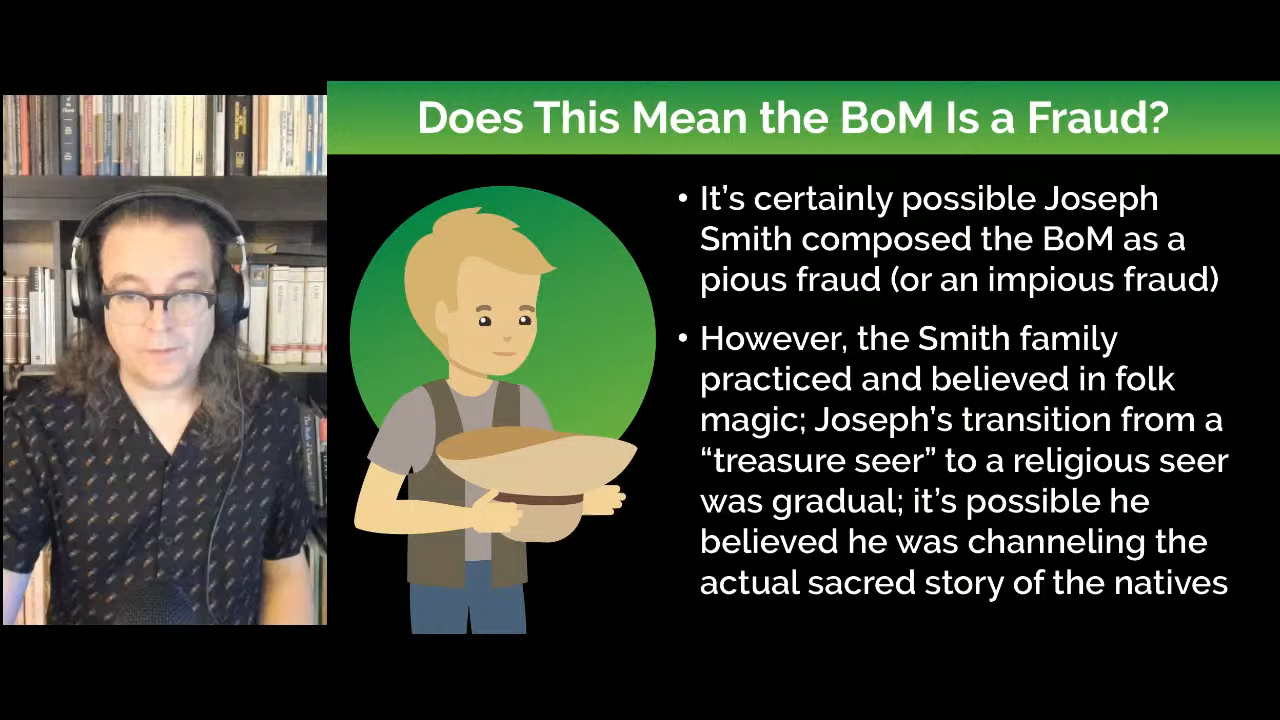 Does This Mean the BoM Is a Fraud?
• It’s certainly possible Joseph
Smith composed the BoM as a
pious fraud (or an impious fraud)
• However, the Smith family
practiced and believed in folk
magic; Joseph’s transition from a
“treasure seer” to a religious seer
was gradual; it’s possible he
believed he was channeling the
actual sacred story of the natives